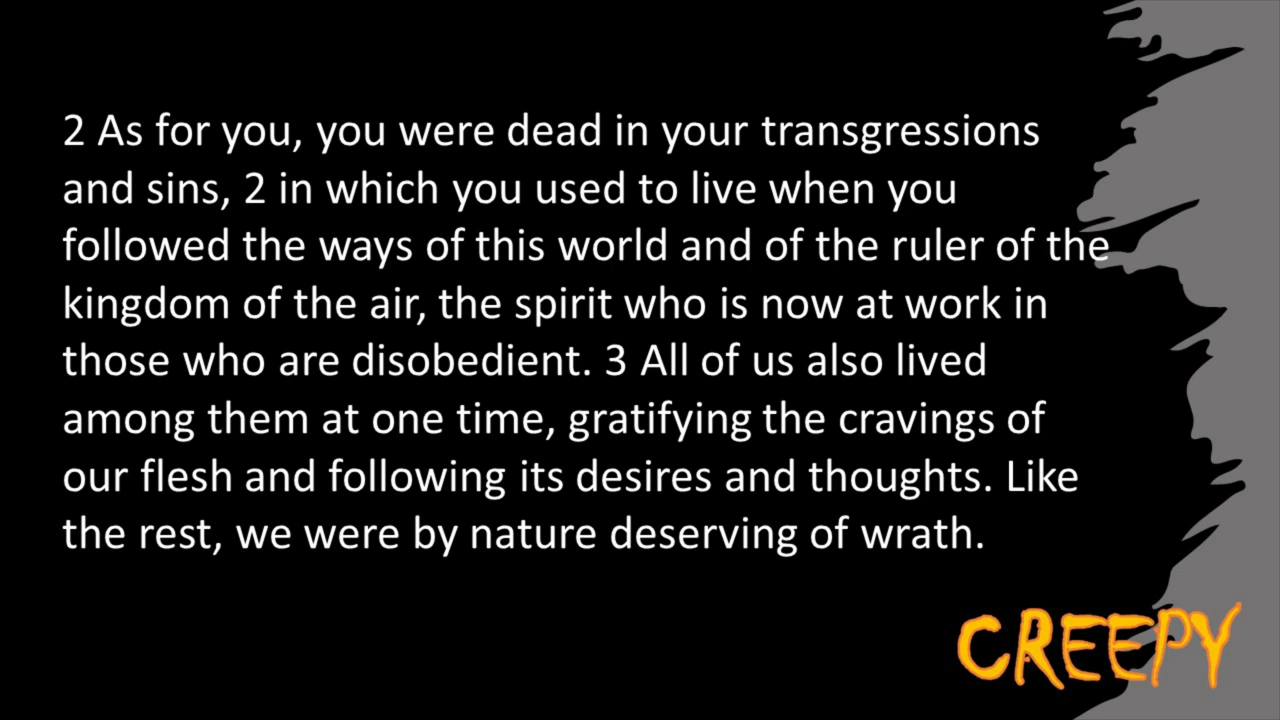 2 As for you, you were dead in your transgressions
and sins, 2 in which you used to live when you
followed the ways of this world and of the ruler of the
kingdom of the air, the spirit who is now at work in
those who are disobedient. 3 All of us also lived
among them at one time, gratifying the cravings of
our flesh and following its desires and thoughts. Like
the rest, we were by nature deserving of wrath.
CREEPY